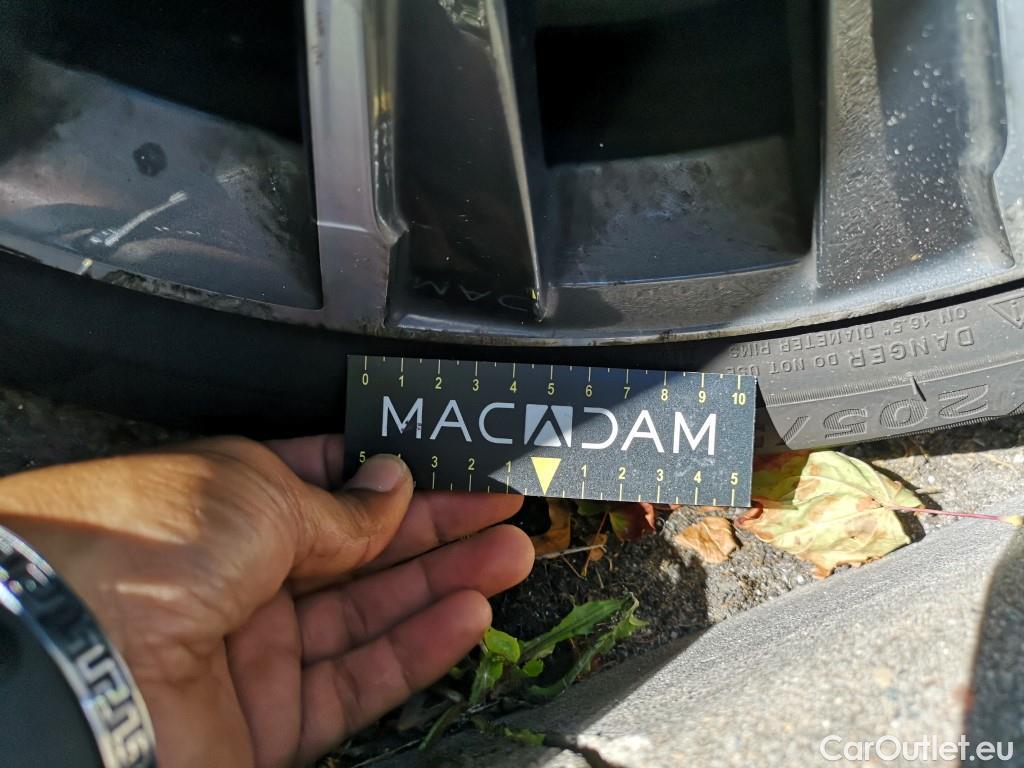 DANGER DO NOT USE
ON 16.5" DIAMETER RIMS
205/
0 1 2 3 4 5 6 7 8 9 10
MACADAM
5 4 3 2 1 1 2 3 4 5
CarOutlet.eu